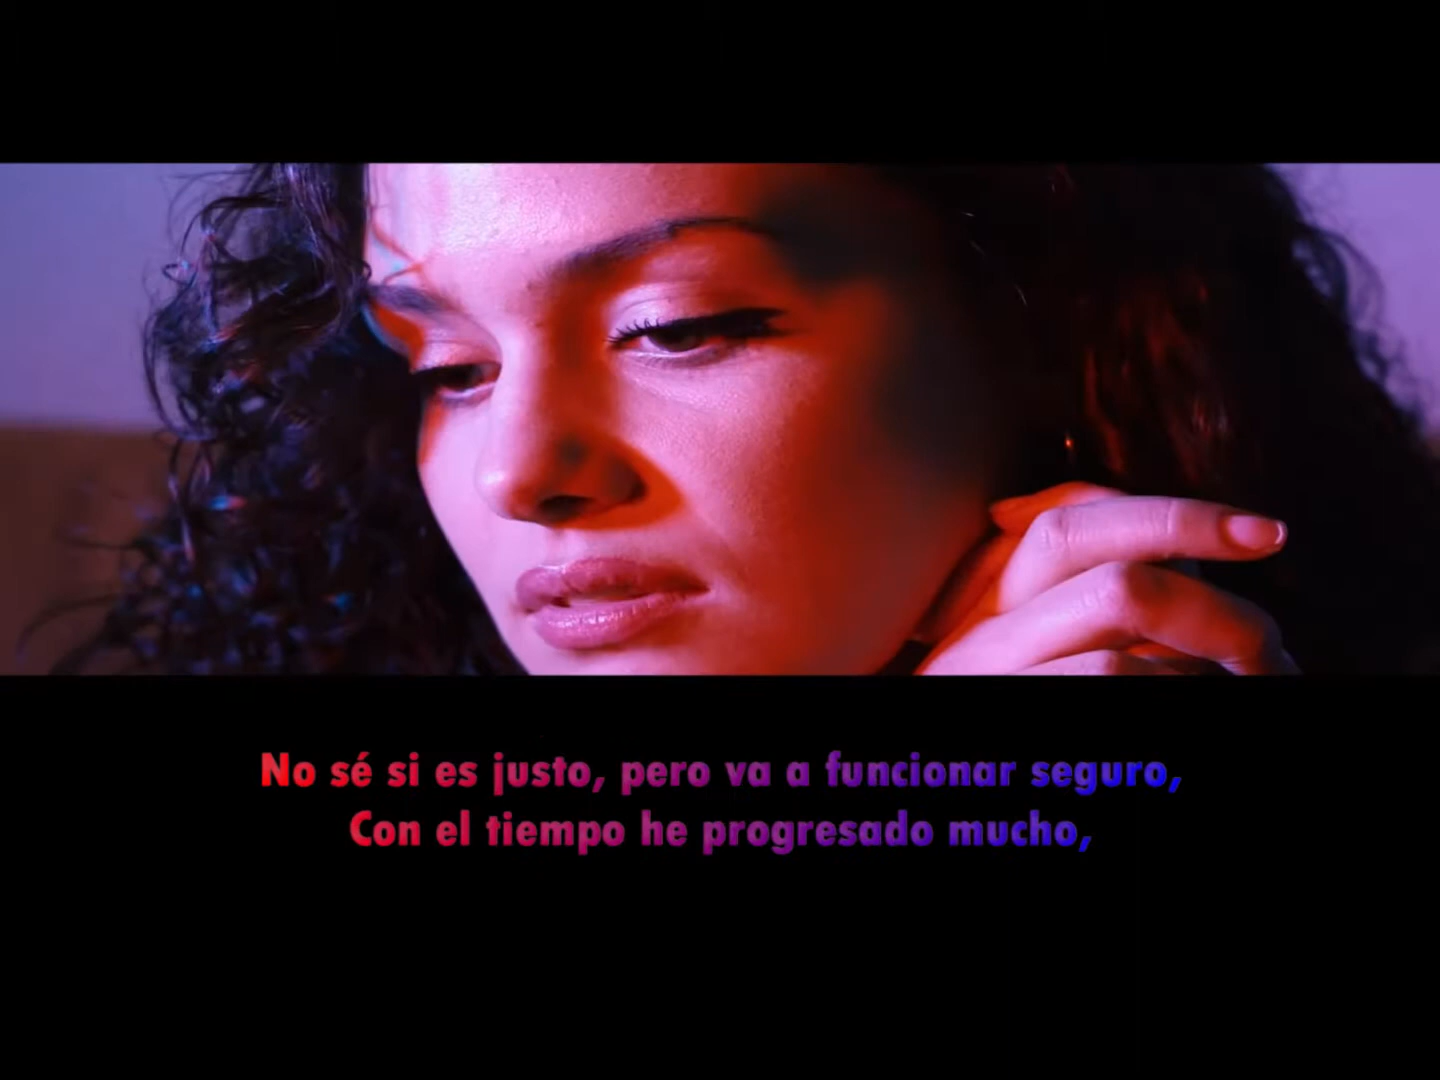 No sé si es justo, pero va a funcionar seguro,
Con el tiempo he progresado mucho,